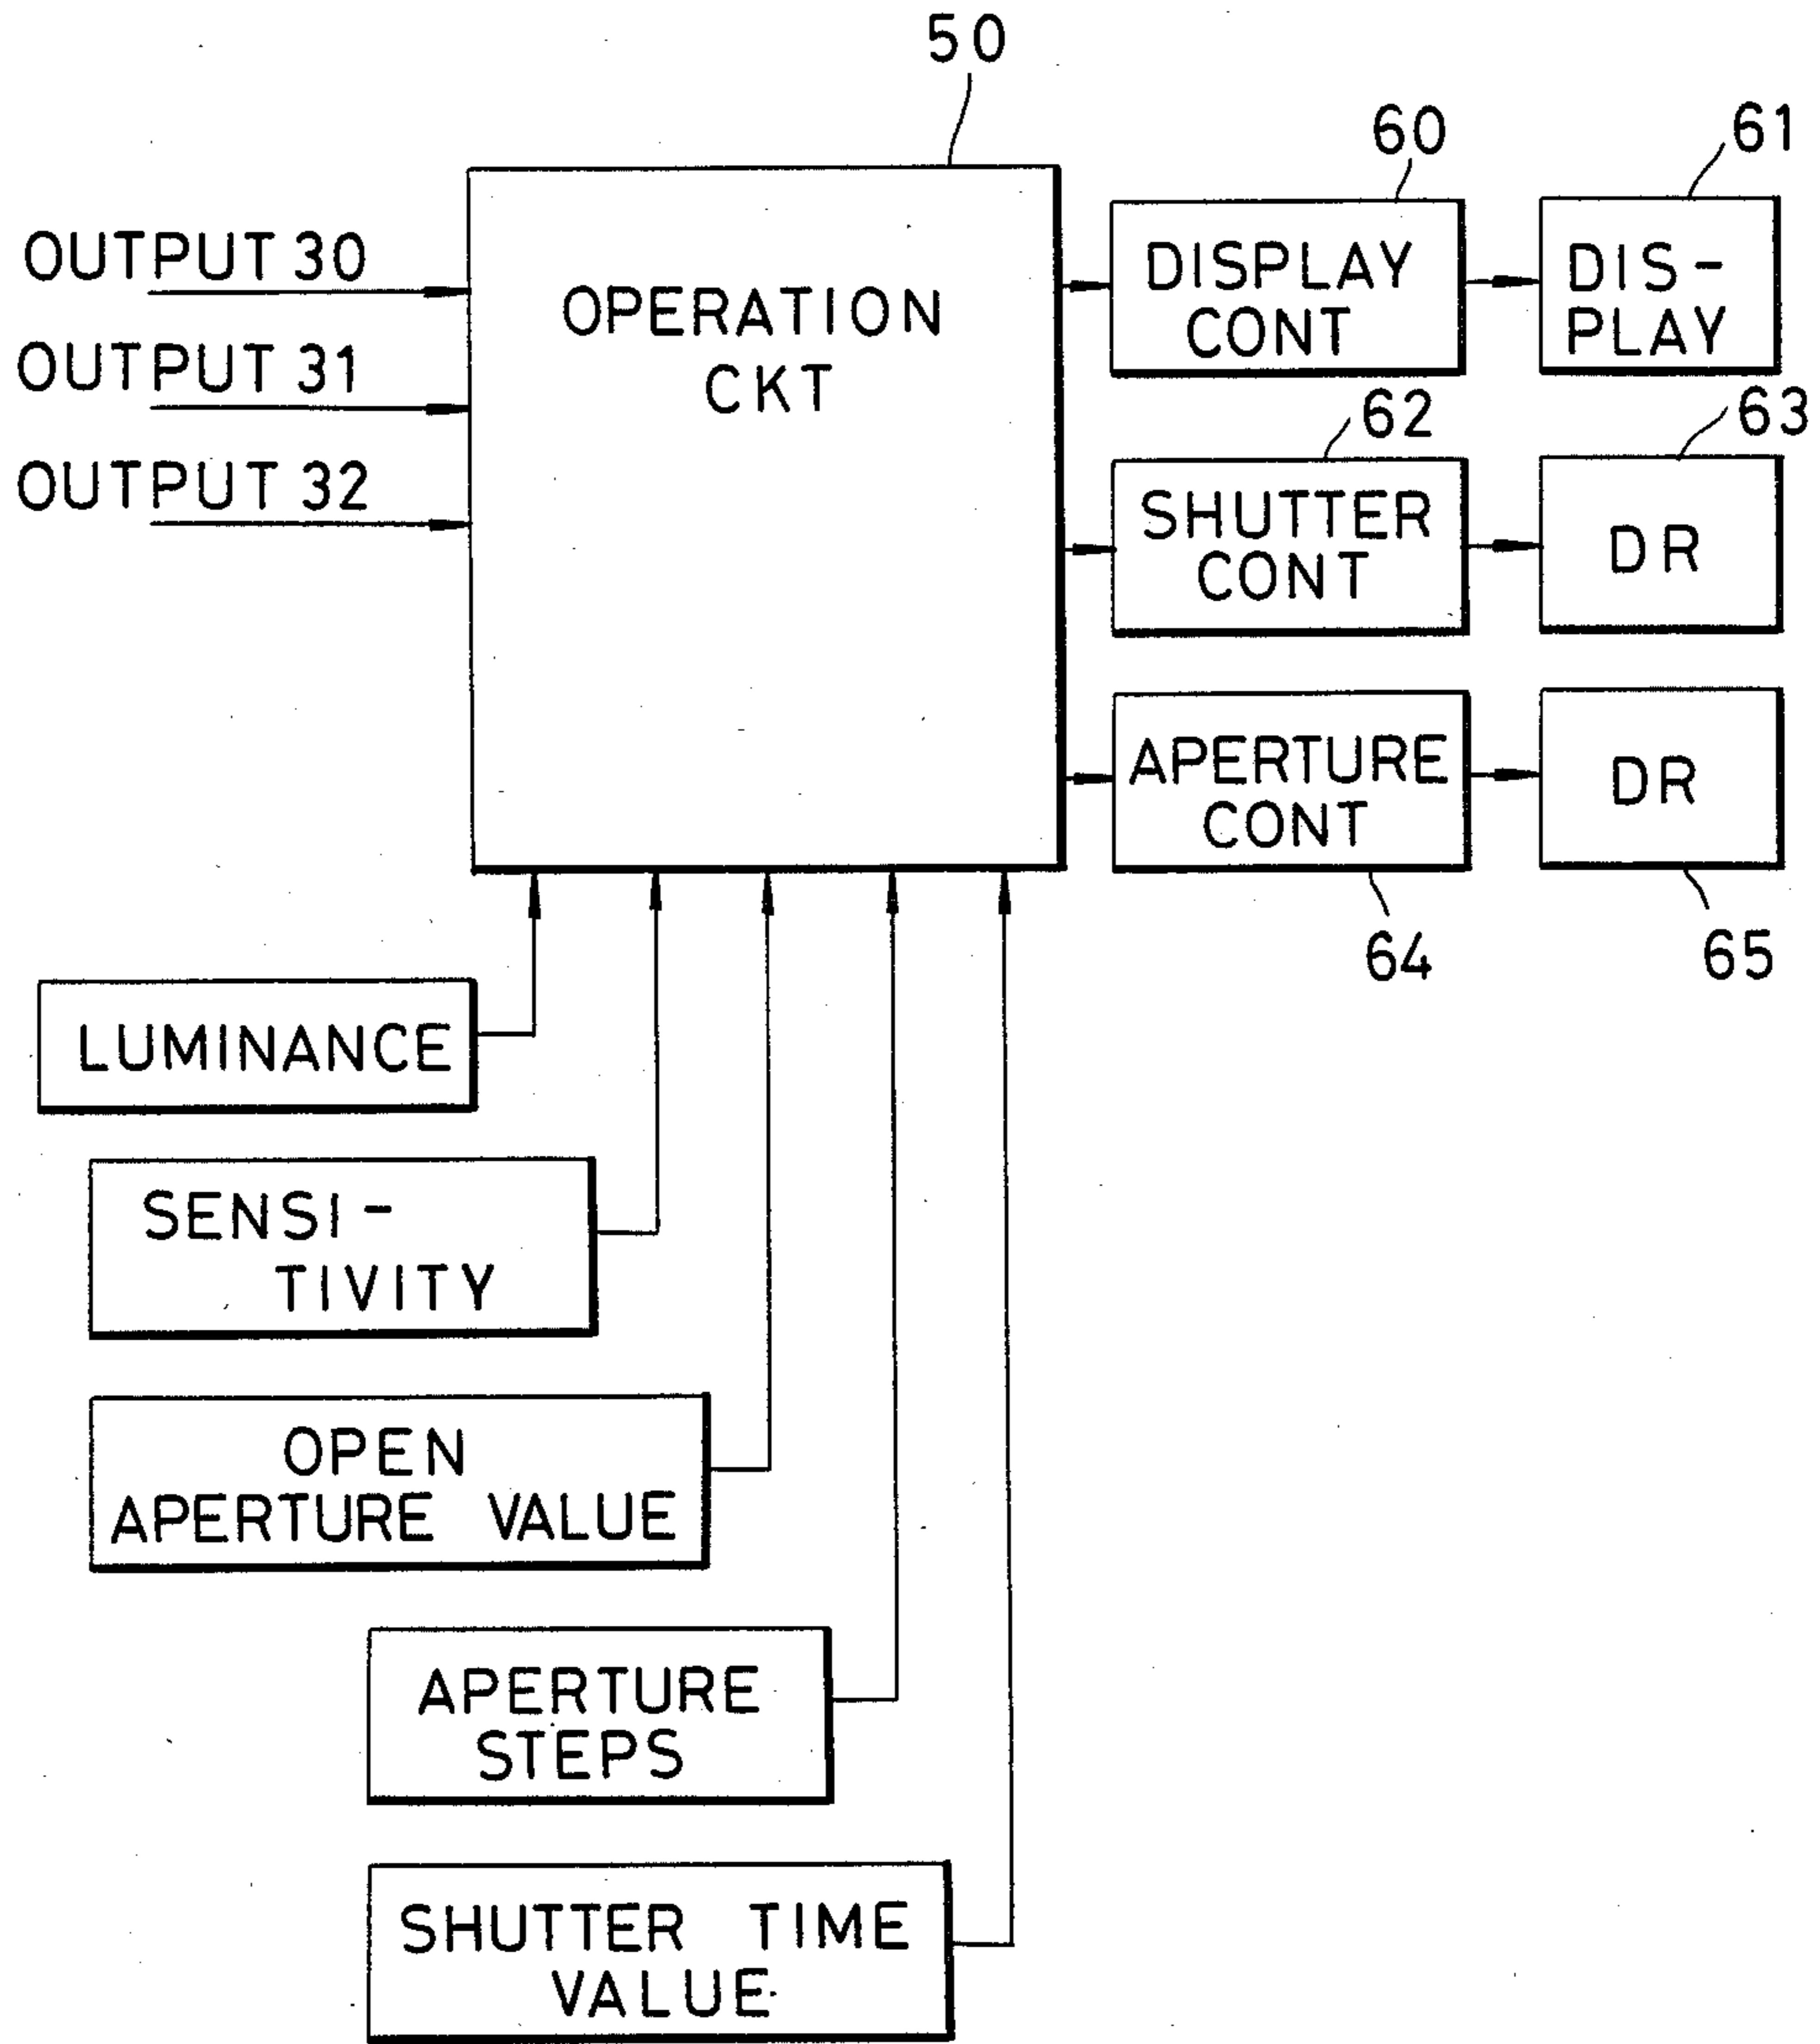 50
60
61
OUTPUT 30
OUTPUT 31
OUTPUT 32
OPERATION
CKT
DISPLAY
CONT
DIS-
PLAY
62
63
SHUTTER
CONT
DR
APERTURE
CONT
DR
64
65
LUMINANCE
SENSI-
TIVITY
OPEN
APERTURE VALUE
APERTURE
STEPS
SHUTTER TIME
VALUE